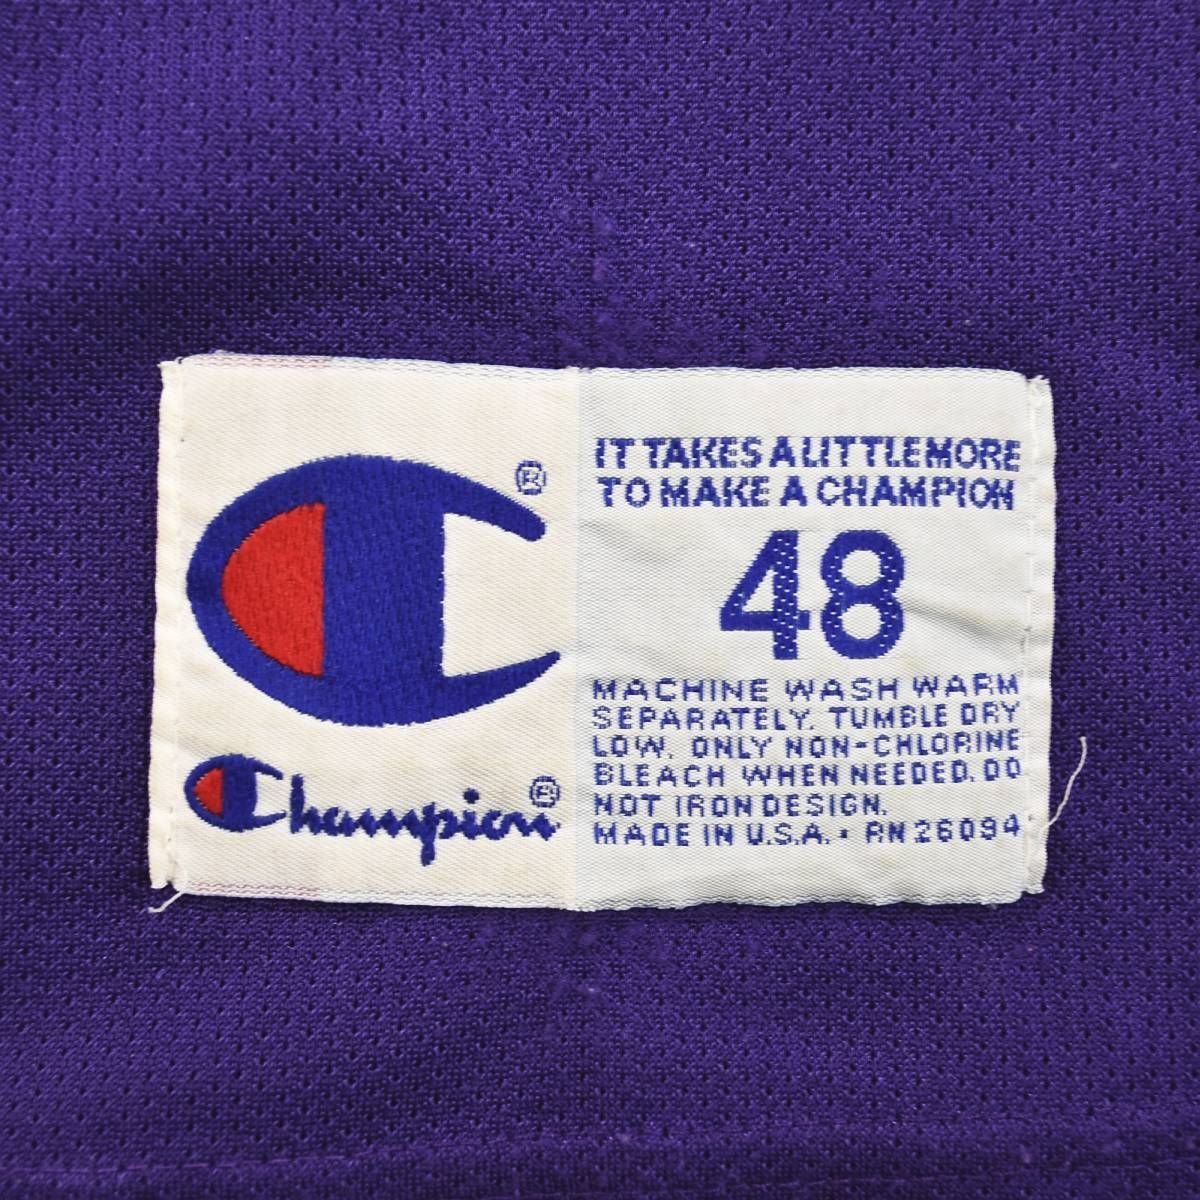 ®
Champion®
IT TAKES A LITTLE MORE
TO MAKE A CHAMPION
48
MACHINE WASH WARM
SEPARATELY. TUMBLE DRY
LOW. ONLY NON-CHLORINE
BLEACH WHEN NEEDED. DO
NOT IRON DESIGN.
MADE IN U.S.A. • RN 26094